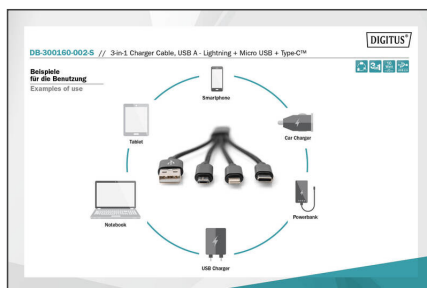 DIGITUS®
DB-300160-002-S // 3-in-1 Charger Cable, USB A - Lightning + Micro USB + Type-C™
Beispiele
für die Benutzung
Examples of use
Smartphone
Tablet
Car Charger
Notebook
Powerbank
USB Charger